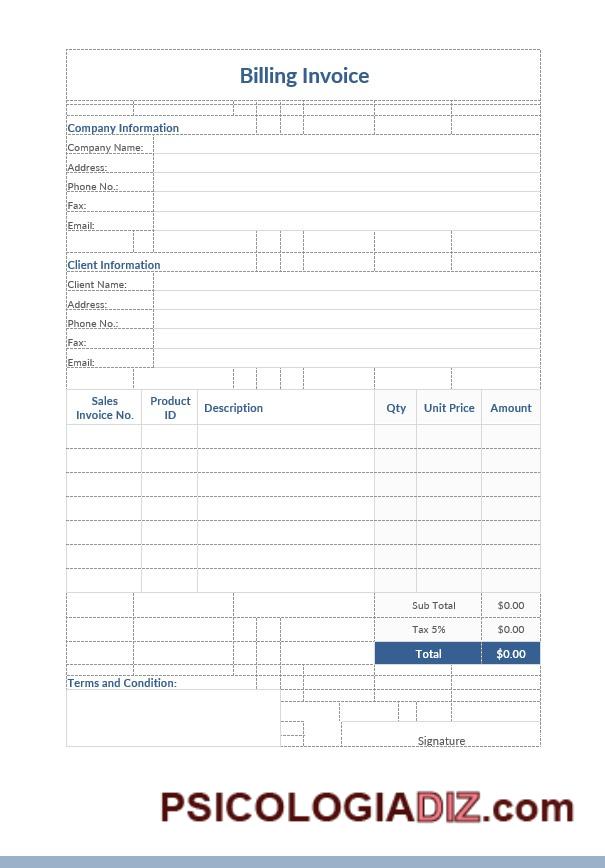 Billing Invoice
Company Information
Company Name:
Address:
Phone No.:
Fax:
Email:
Client Information
Client Name:
Address:
Phone No.:
Fax:
Email:
Sales Invoice No. Product ID Description Qty Unit Price Amount
Sub Total $0.00
Tax 5% $0.00
Total $0.00
Terms and Condition:
Signature
PSICOLOGIADIZ.com